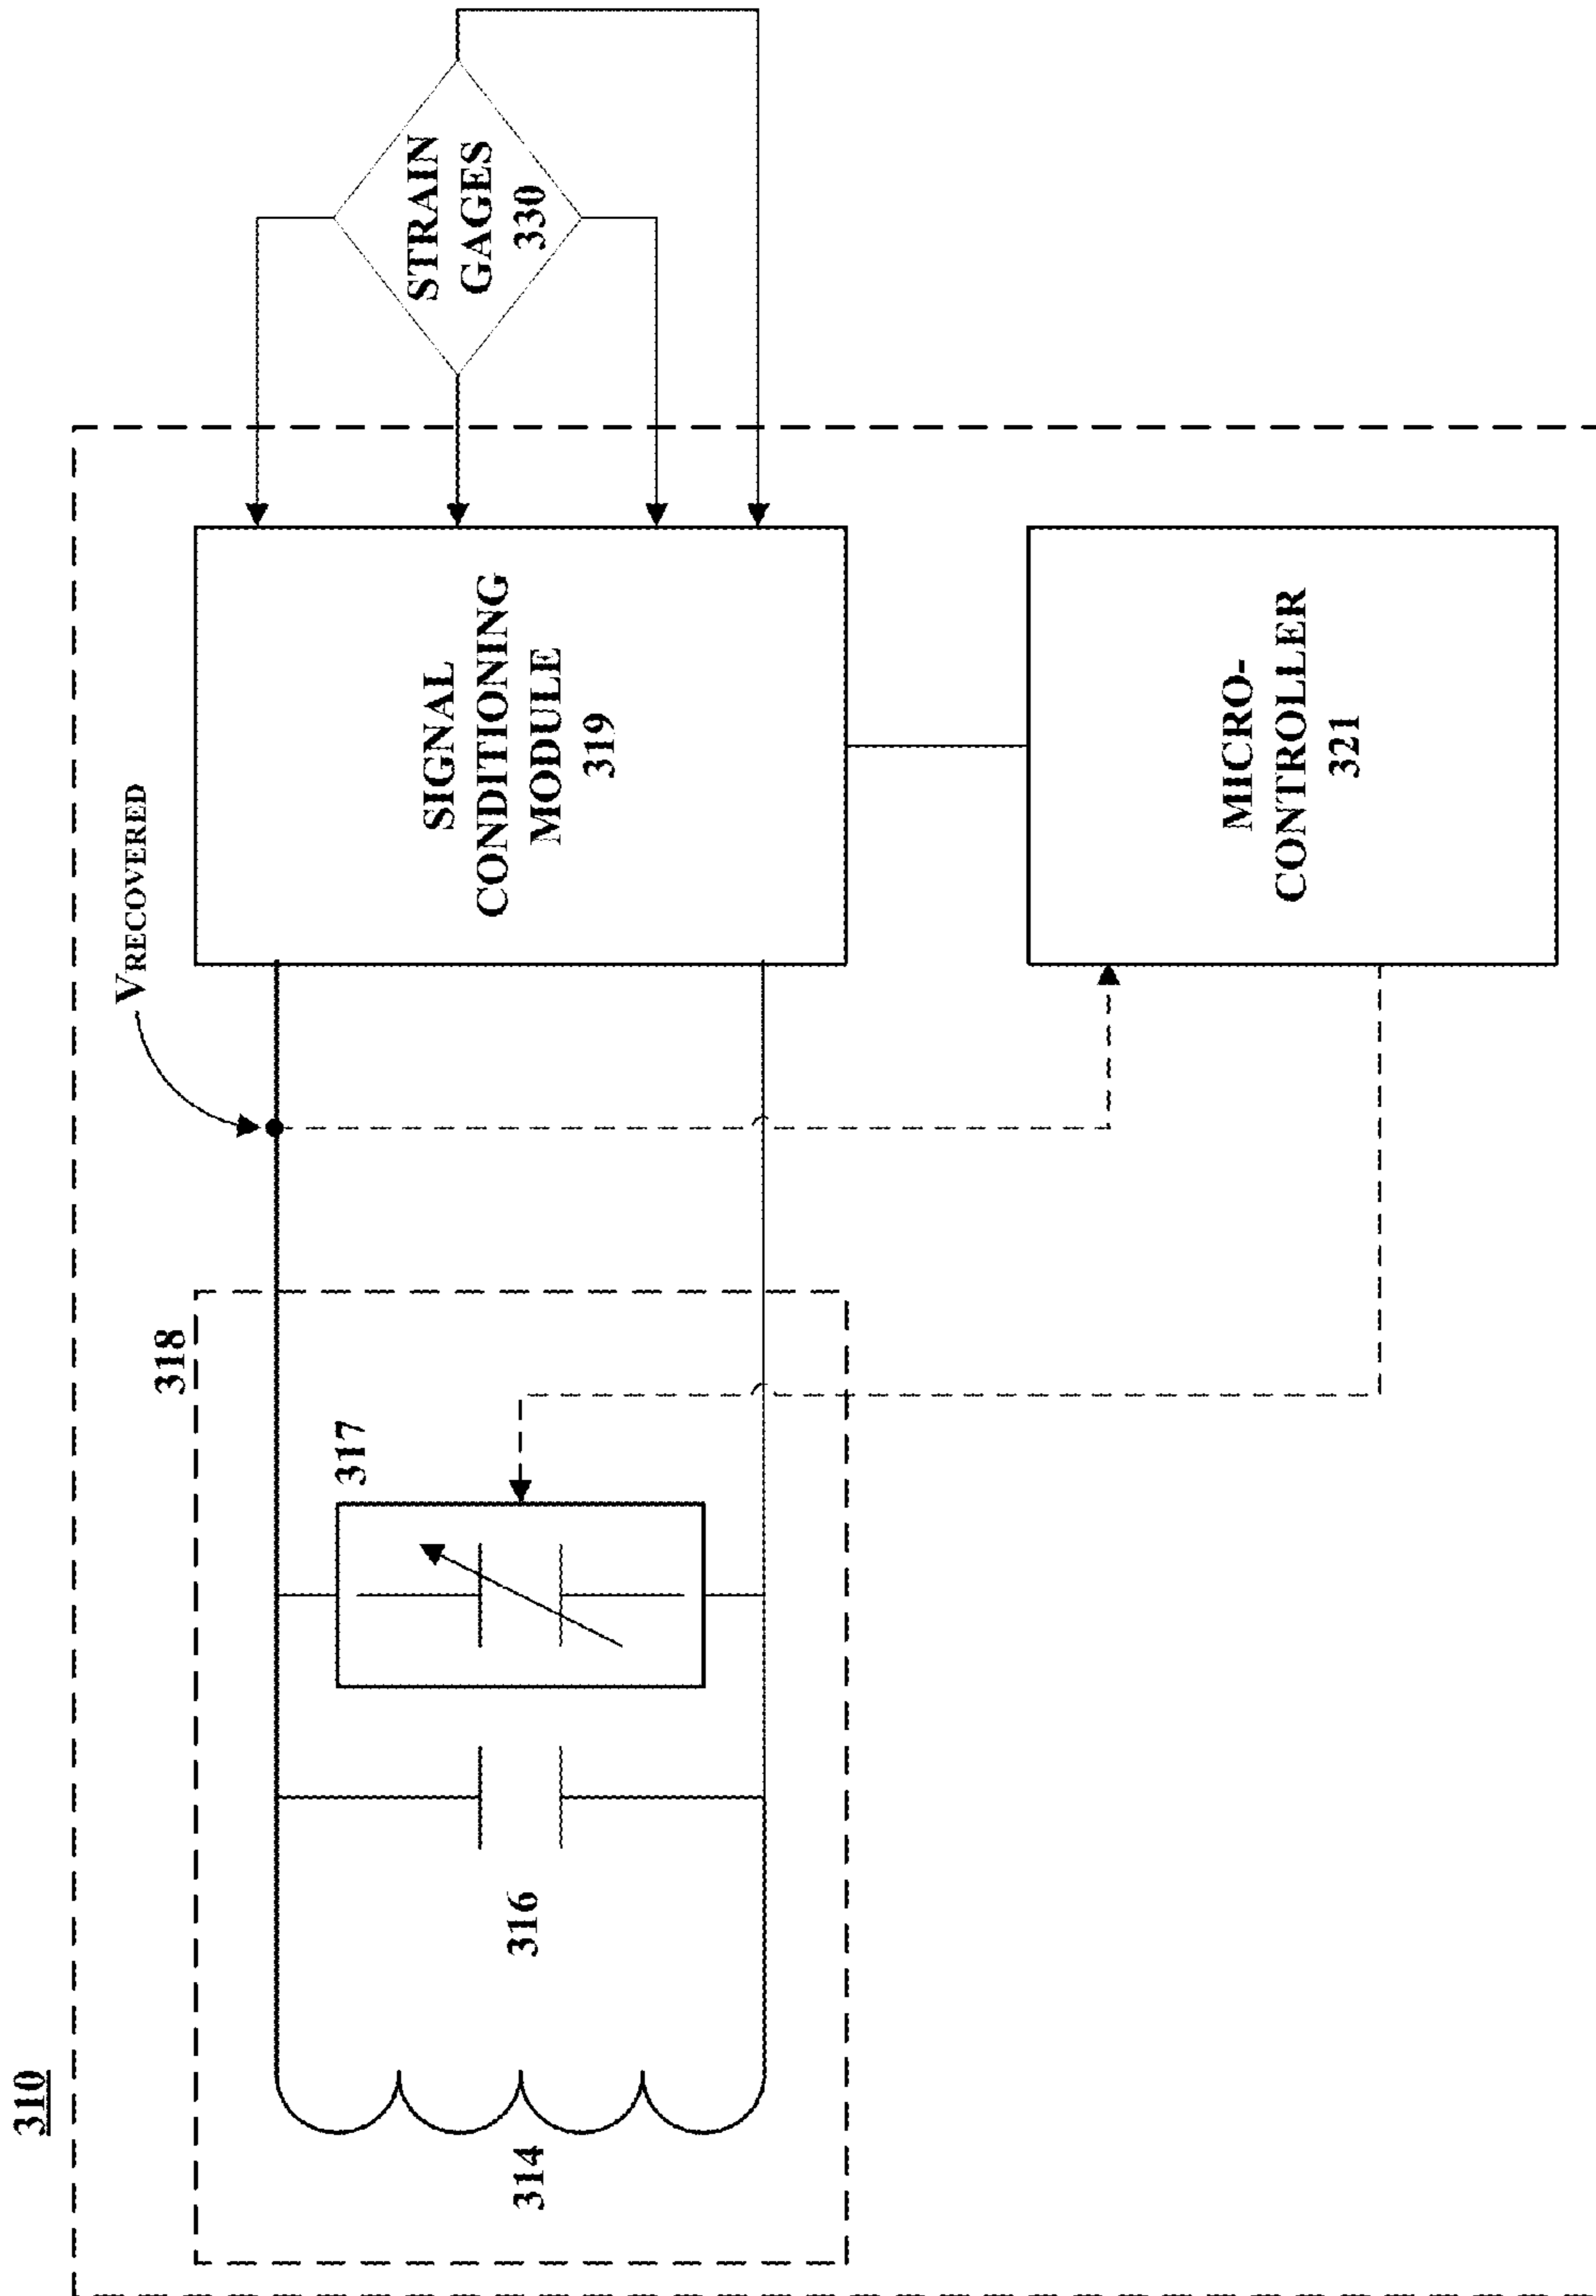 310
318
314
316
317
VRECOVERED
SIGNAL
CONDITIONING
MODULE
319
MICRO-
CONTROLLER
321
STRAIN
GAGES
330